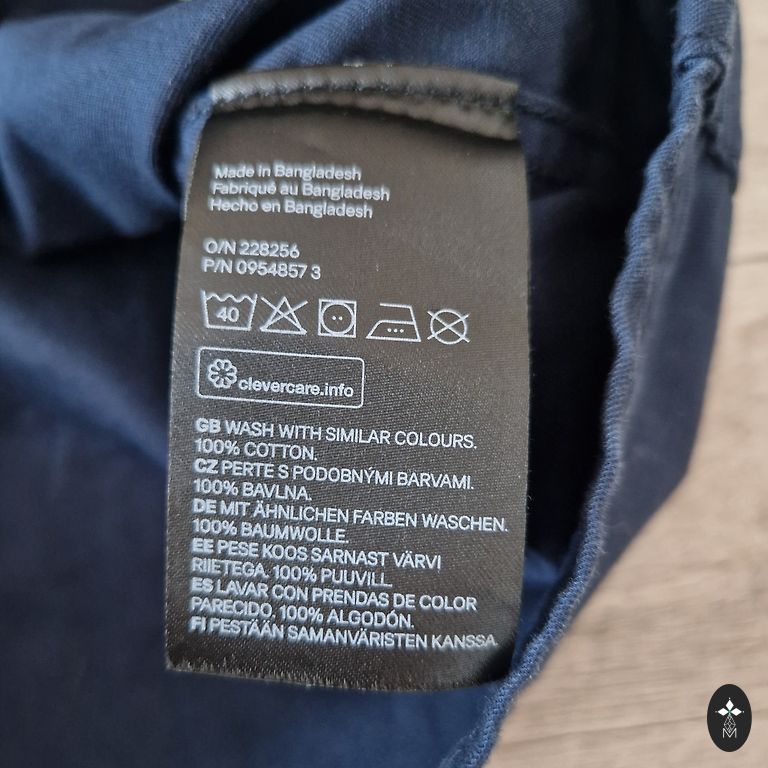 Made in Bangladesh
Fabriqué au Bangladesh
Hecho en Bangladesh
O/N 228256
P/N 0954857 3
40
clevercare.info
GB WASH WITH SIMILAR COLOURS.
100% COTTON.
CZ PERTE S PODOBNÝMI BARVAMI.
100% BAVLNA.
DE MIT ÄHNLICHEN FARBEN WASCHEN.
100% BAUMWOLLE.
EE PESE KOOS SARNAST VÄRVI
RIIETEGA. 100% PUUVILL.
ES LAVAR CON PRENDAS DE COLOR
PARECIDO. 100% ALGODÓN.
FI PESTÄÄN SAMANVÄRISTEN KANSSA.
M